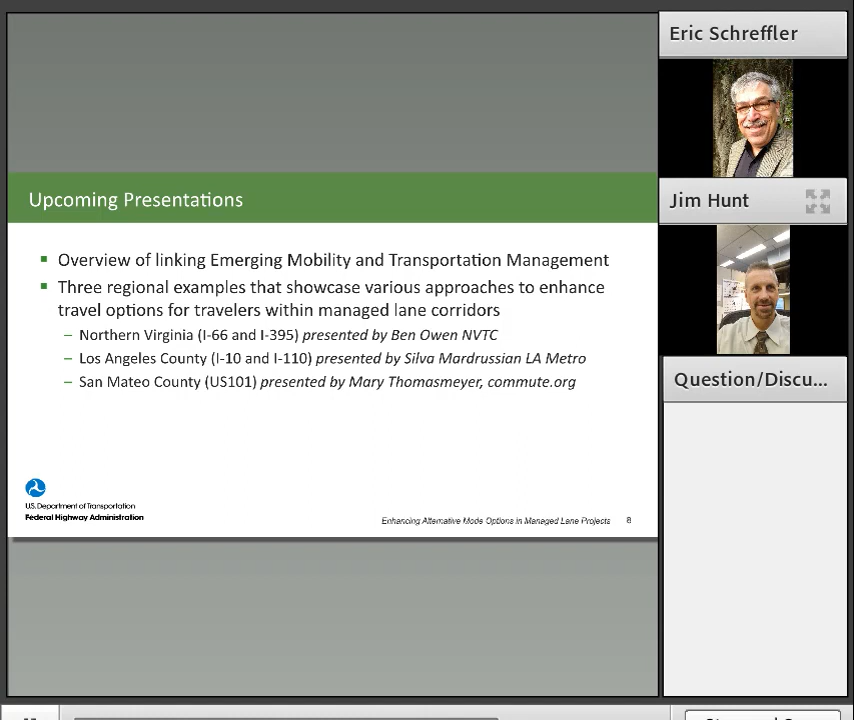 Upcoming Presentations
Overview of linking Emerging Mobility and Transportation Management
Three regional examples that showcase various approaches to enhance
travel options for travelers within managed lane corridors
– Northern Virginia (I-66 and I-395) presented by Ben Owen NVTC
– Los Angeles County (I-10 and I-110) presented by Silva Mardrussian LA Metro
– San Mateo County (US101) presented by Mary Thomasmeyer, commute.org
U.S. Department of Transportation
Federal Highway Administration
Enhancing Alternative Mode Options in Managed Lane Projects 8
Eric Schreffler
Jim Hunt
Question/Discu...